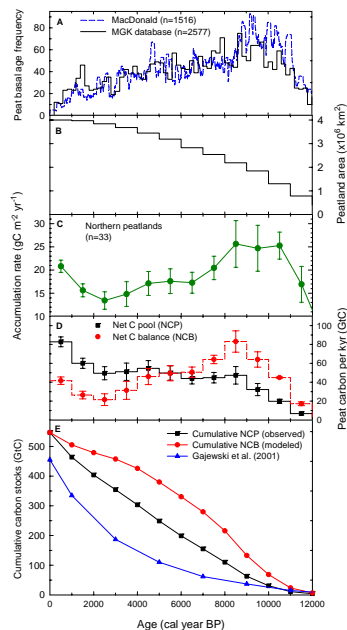 A
MacDonald (n=1516)
MGK database (n=2577)
Peat basal age frequency
80
40
0
B
Peatland area (x10⁶ km²)
4
3
2
1
0
C
Northern peatlands
(n=33)
Accumulation rate (gC m⁻² yr⁻¹)
30
25
20
15
10
D
Net C pool (NCP)
Net C balance (NCB)
Peat carbon per kyr (GtC)
100
80
60
40
20
0
E
Cumulative NCP (observed)
Cumulative NCB (modeled)
Gajewski et al. (2001)
Cumulative carbon stocks (GtC)
500
400
300
200
100
0
0 2000 4000 6000 8000 10000 12000
Age (cal year BP)